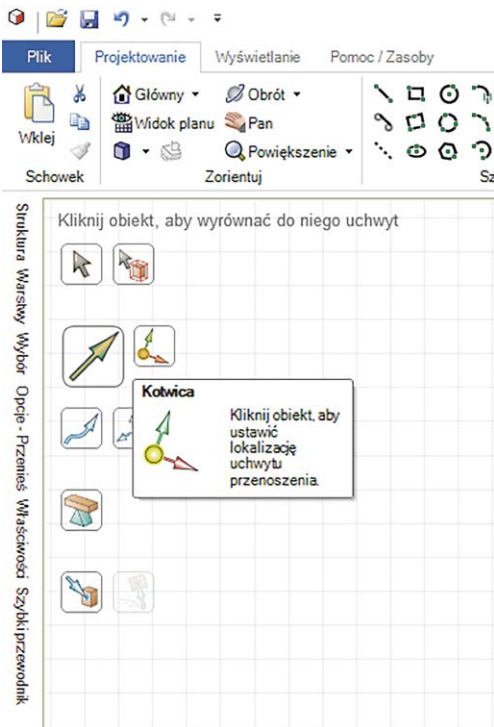 Plik Projektowanie Wyświetlanie Pomoc / Zasoby
Wklej
Główny Obrót
Widok planu Pan
Powiększenie
Schowek Zorientuj Sz
Kliknij obiekt, aby wyrównać do niego uchwyt
Struktura Warstwy Wybór Opcje - Przenieś Właściwości Szybki przewodnik
Kotwica
Kliknij obiekt, aby
ustawić
lokalizację
uchwytu
przenoszenia.